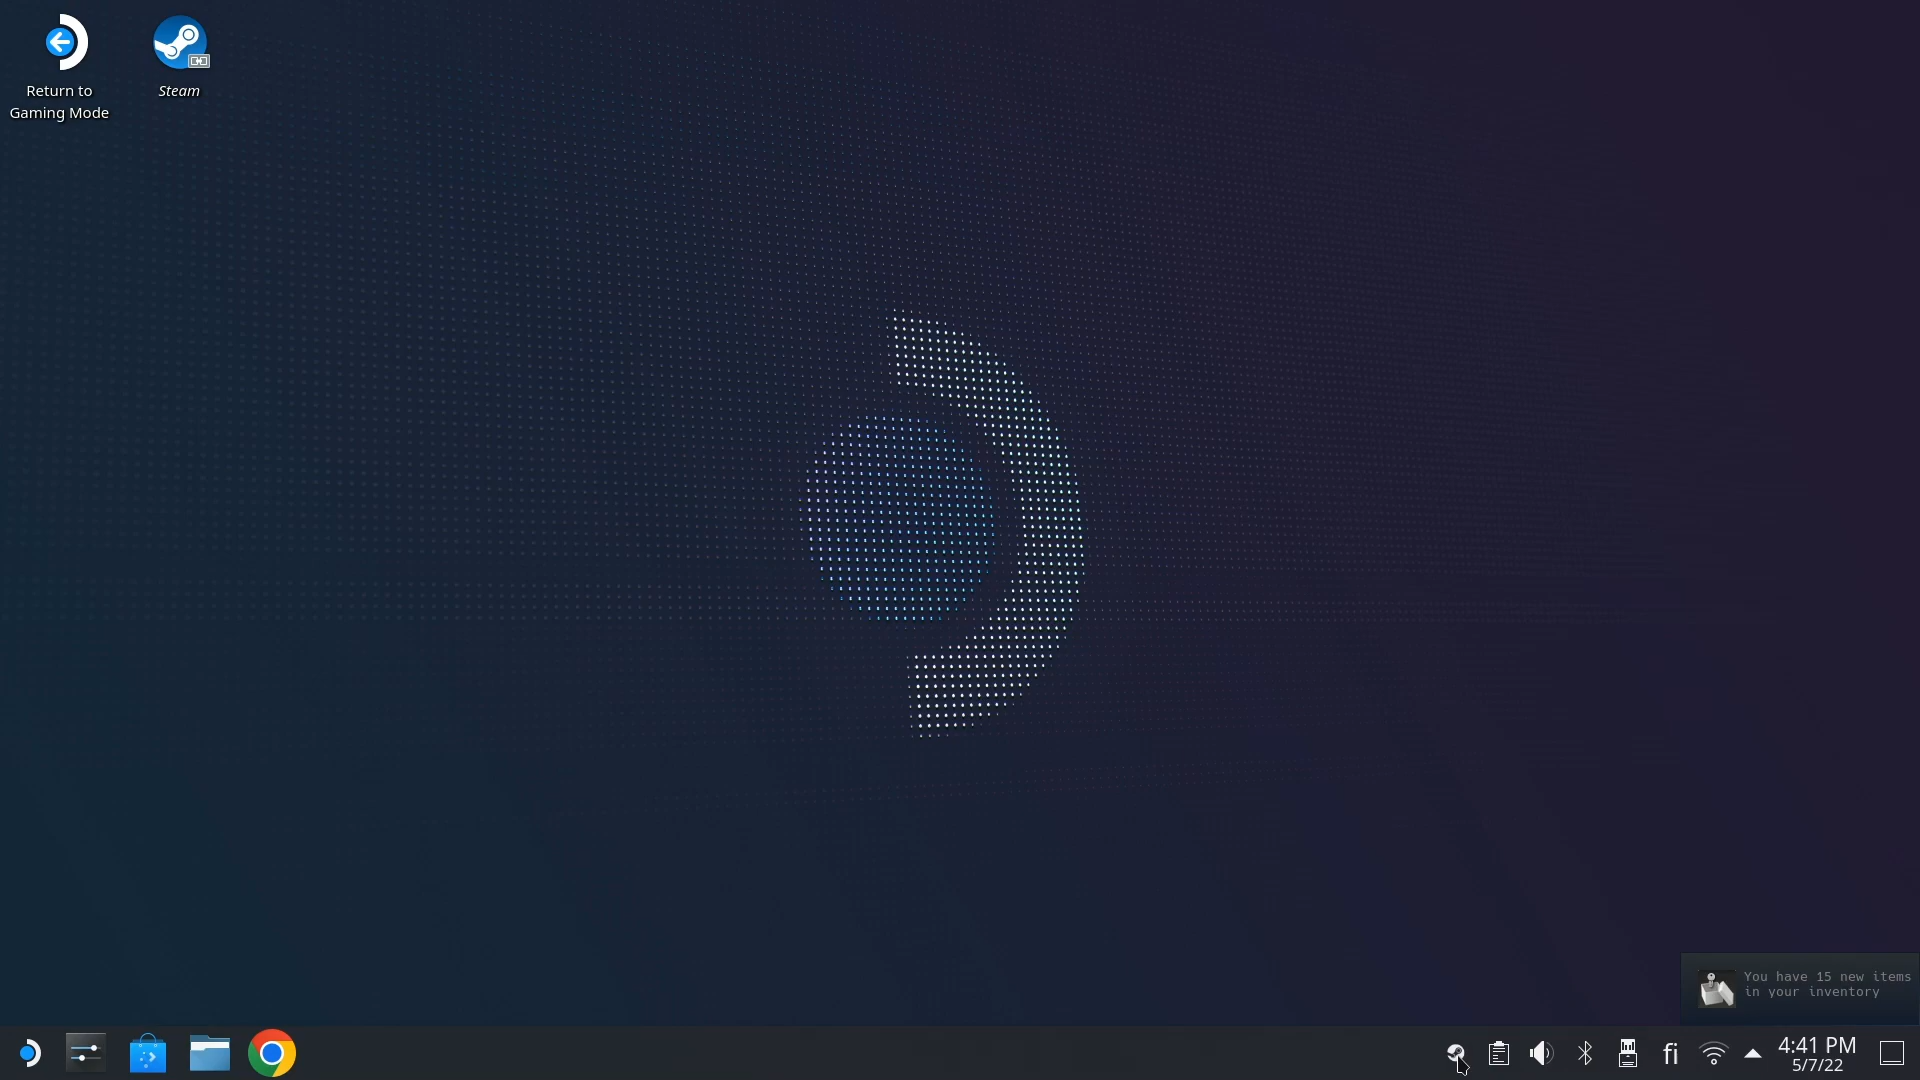 Return to
Gaming Mode
Steam
You have 15 new items
in your inventory
fi
4:41 PM
5/7/22